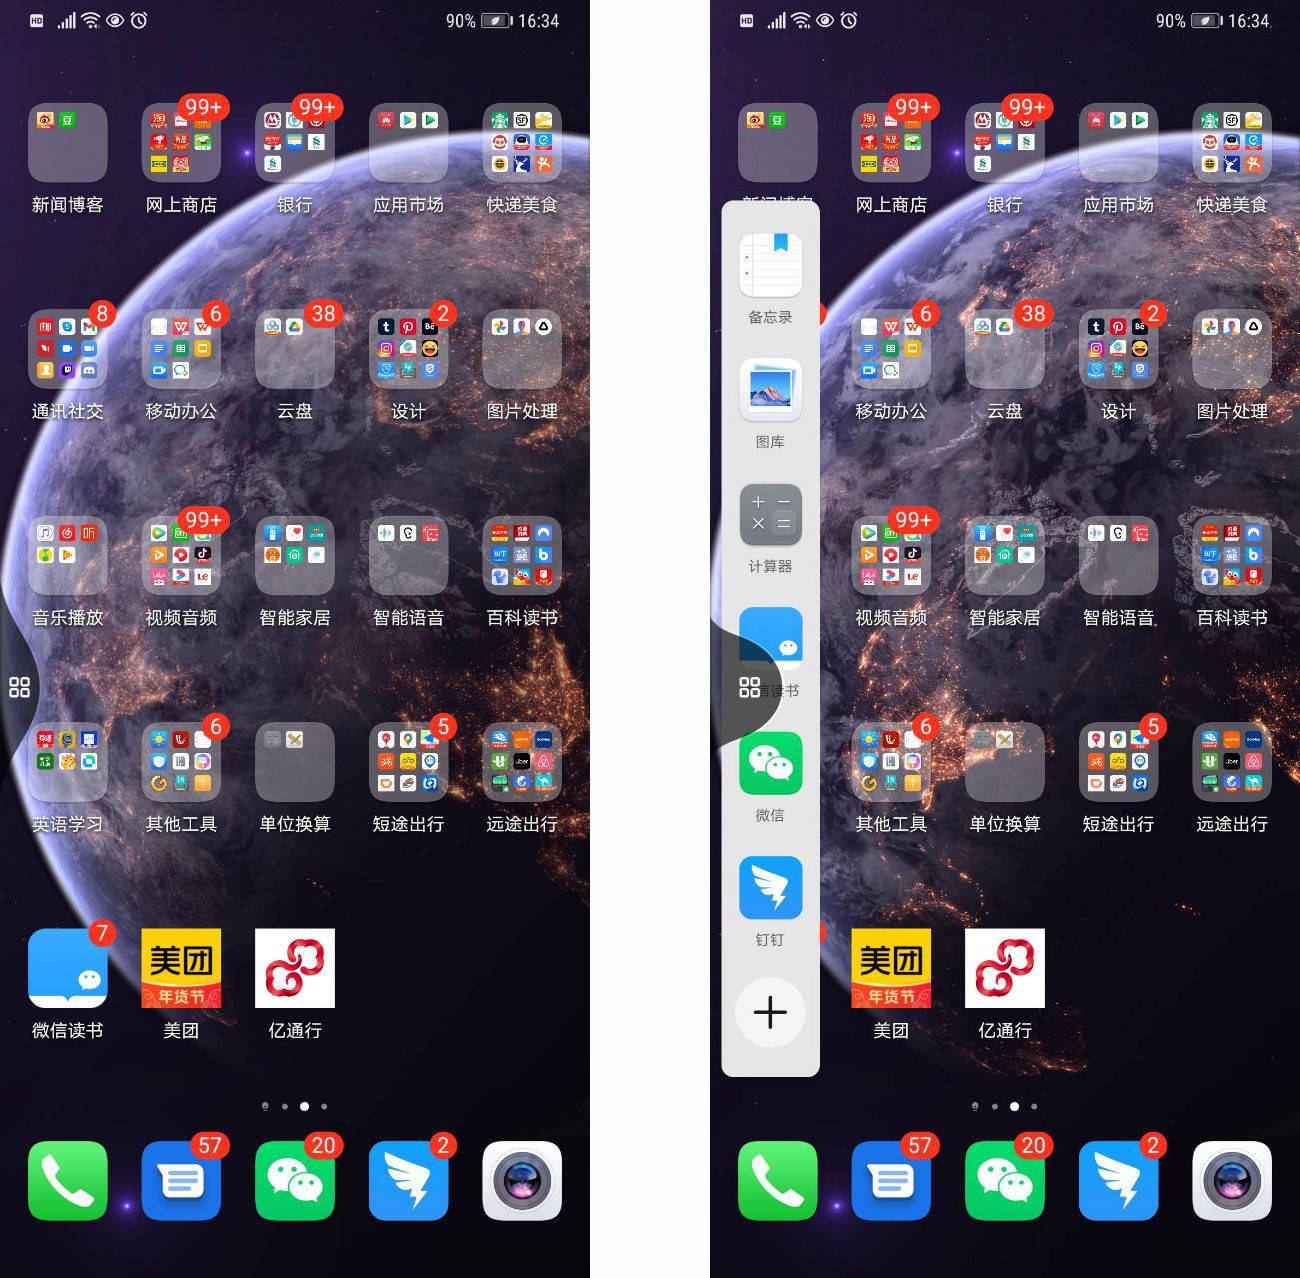 HD 90% 16:34
99+ 99+
新闻博客 网上商店 银行 应用市场 快递美食
8 6 38 2
通讯社交 移动办公 云盘 设计 图片处理
99+
音乐播放 视频音频 智能家居 智能语音 百科读书
6 5
英语学习 其他工具 单位换算 短途出行 远途出行
7
美团
年货节
微信读书 美团 亿通行
57 20 2
HD 90% 16:34
99+ 99+
新闻博客 网上商店 银行 应用市场 快递美食
备忘录
6 38 2
移动办公 云盘 设计 图片处理
图库
99+
计算器
视频音频 智能家居 智能语音 百科读书
信读书
6 5
微信
其他工具 单位换算 短途出行 远途出行
钉钉
美团
年货节
美团 亿通行
57 20 2